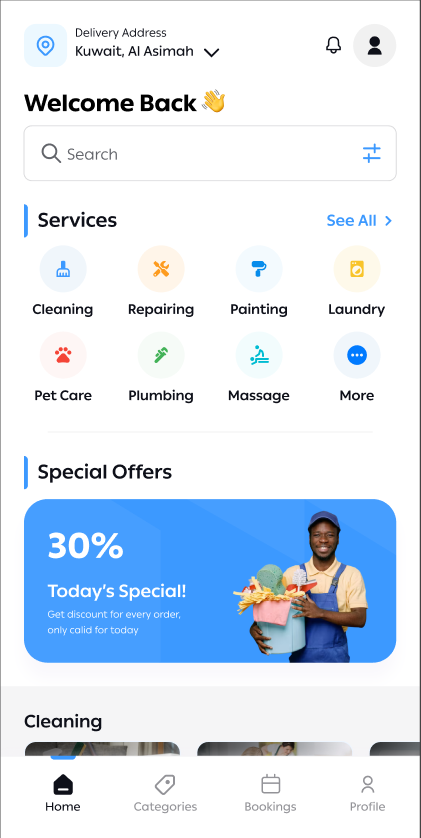 Delivery Address
Kuwait, Al Asimah
Welcome Back 👋
Search
Services
See All
Cleaning
Repairing
Painting
Laundry
Pet Care
Plumbing
Massage
More
Special Offers
30%
Today's Special!
Get discount for every order,
only calid for today
Cleaning
Home
Categories
Bookings
Profile